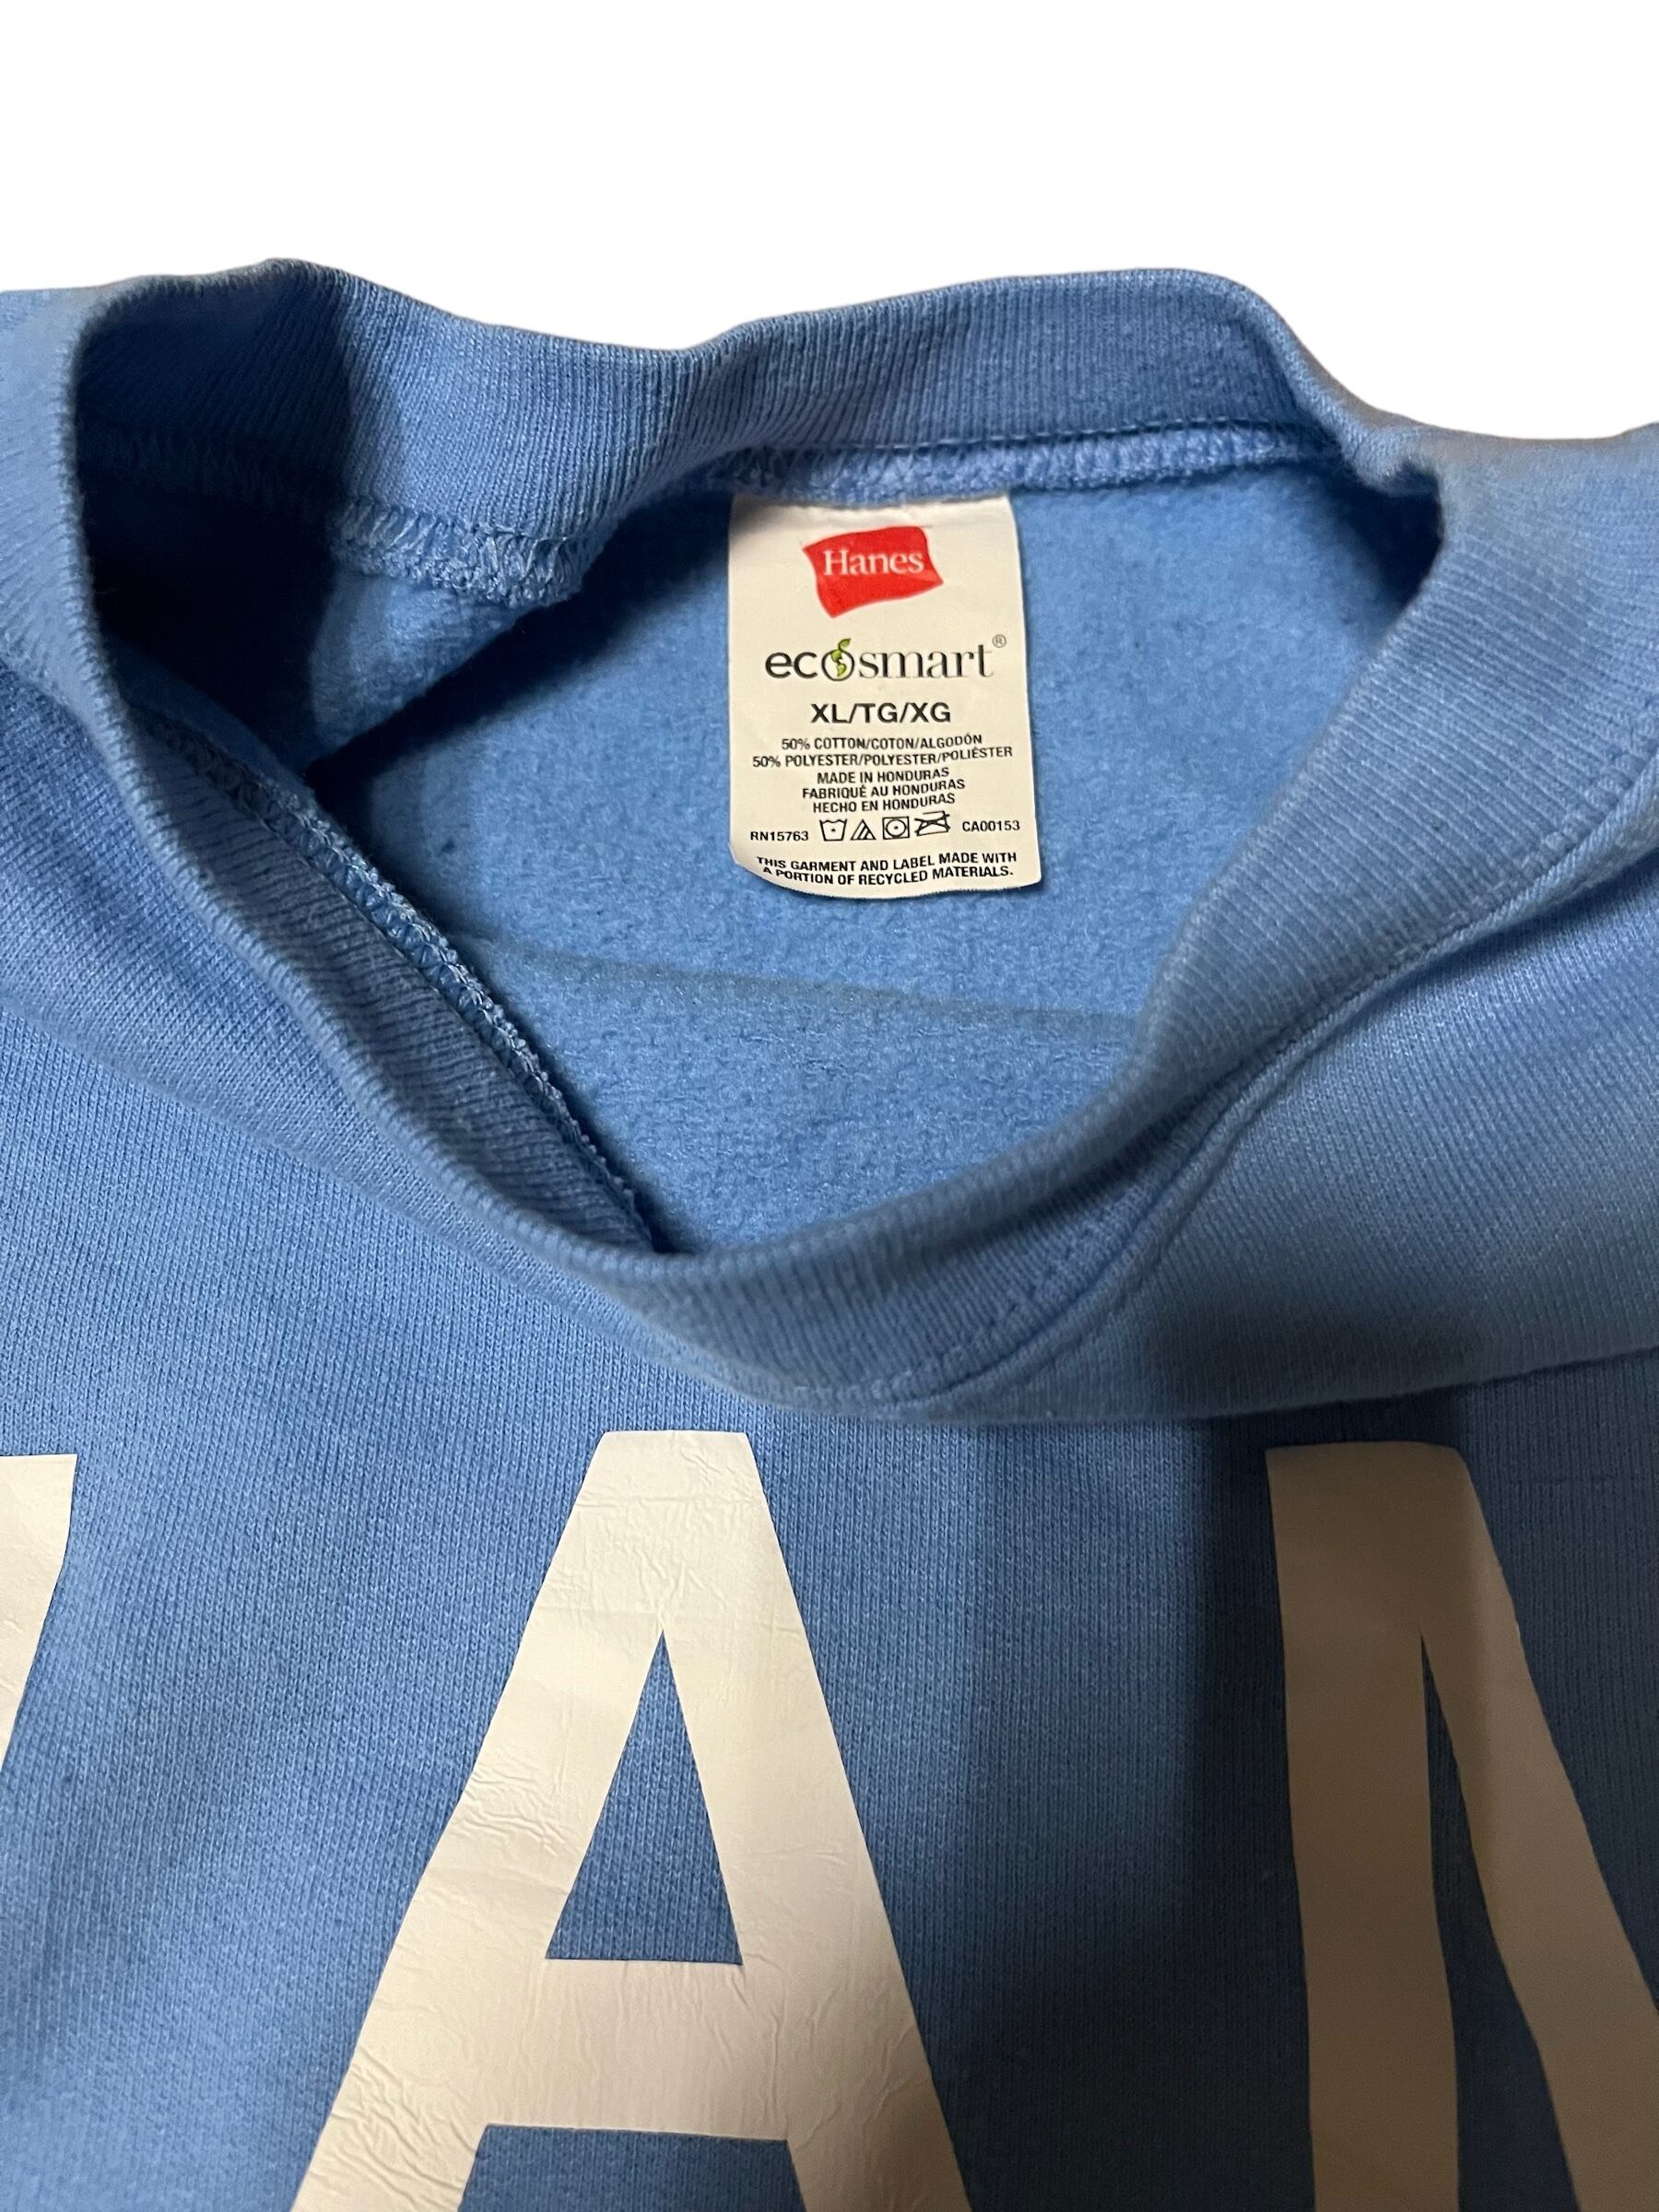 Hanes
ecosmart®
XL/TG/XG
50% COTTON/COTON/ALGODÓN
50% POLYESTER/POLYESTER/POLIÉSTER
MADE IN HONDURAS
FABRIQUÉ AU HONDURAS
HECHO EN HONDURAS
RN15763 CA00153
THIS GARMENT AND LABEL MADE WITH
A PORTION OF RECYCLED MATERIALS.
A